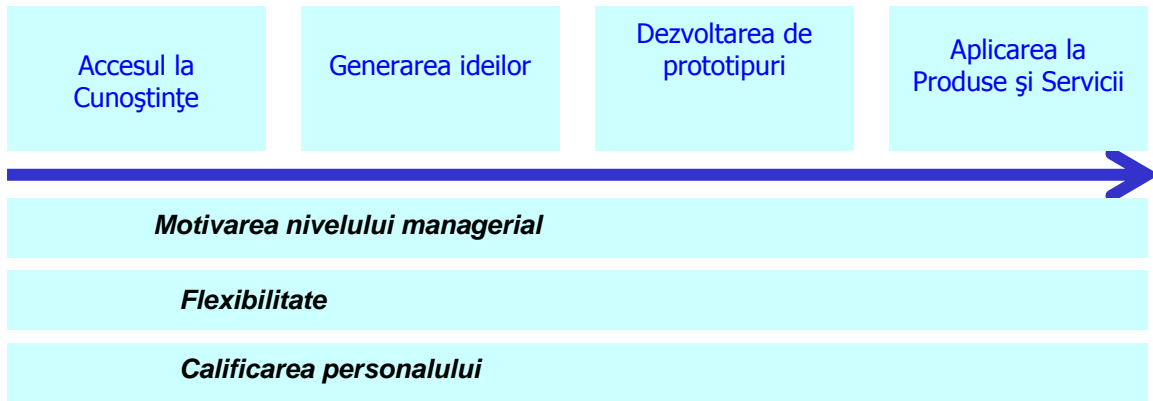 Accesul la
Cunoştinţe
Generarea ideilor
Dezvoltarea de
prototipuri
Aplicarea la
Produse şi Servicii
Motivarea nivelului managerial
Flexibilitate
Calificarea personalului